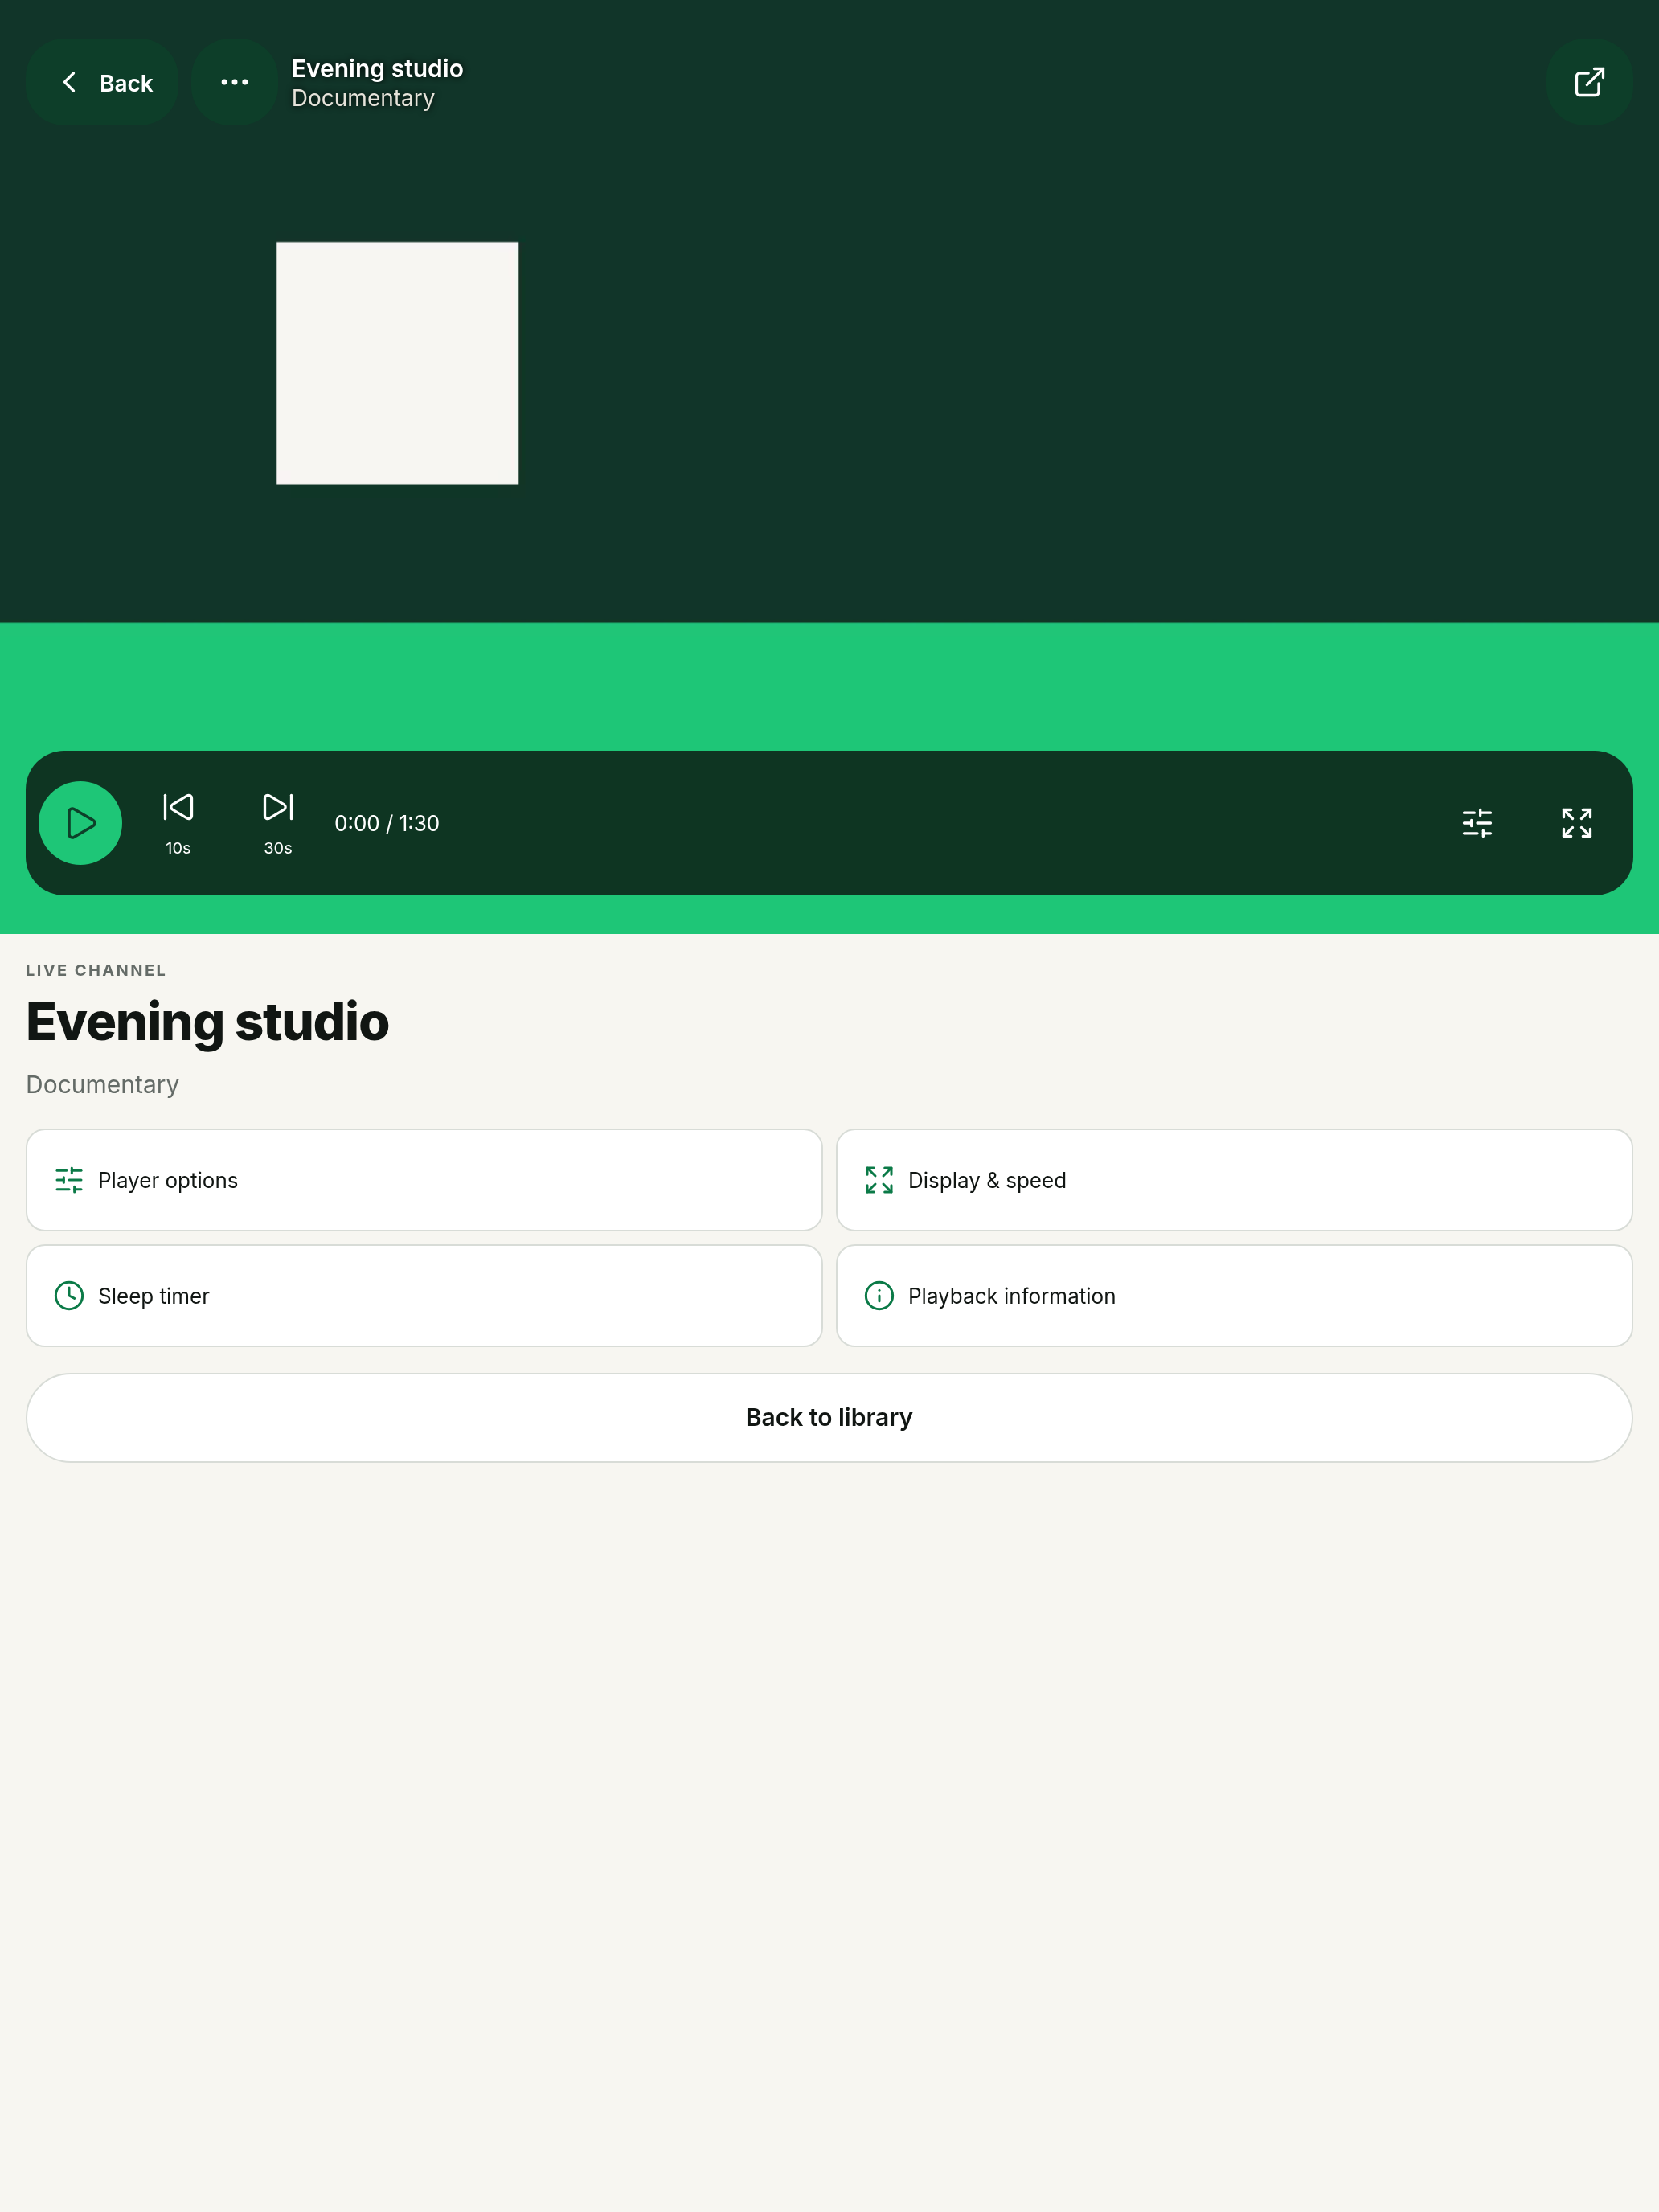 Back
Evening studio
Documentary
10s
30s
0:00 / 1:30
LIVE CHANNEL
Evening studio
Documentary
Player options
Display & speed
Sleep timer
Playback information
Back to library